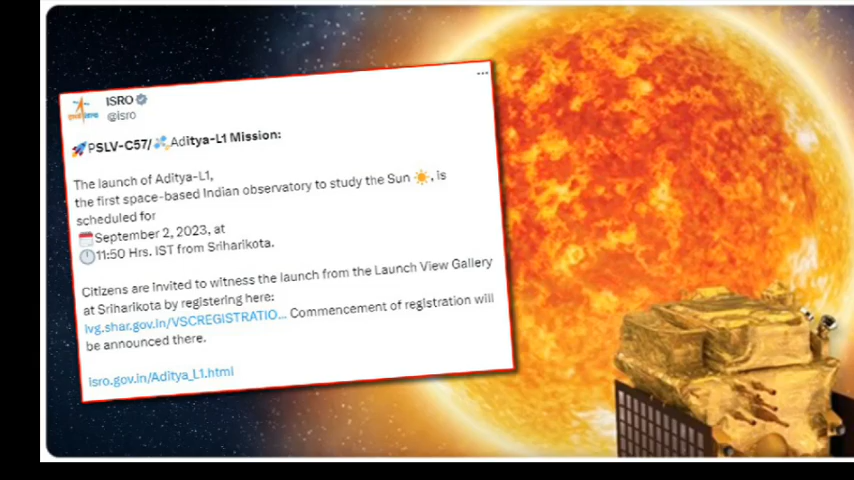 ISRO
@isro
🚀PSLV-C57/🛰️Aditya-L1 Mission:
The launch of Aditya-L1,
the first space-based Indian observatory to study the Sun ☀️, is
scheduled for
🗓️September 2, 2023, at
🕛11:50 Hrs. IST from Sriharikota.
Citizens are invited to witness the launch from the Launch View Gallery
at Sriharikota by registering here:
lvg.shar.gov.in/VSCREGISTRATIO... Commencement of registration will
be announced there.
isro.gov.in/Aditya_L1.html